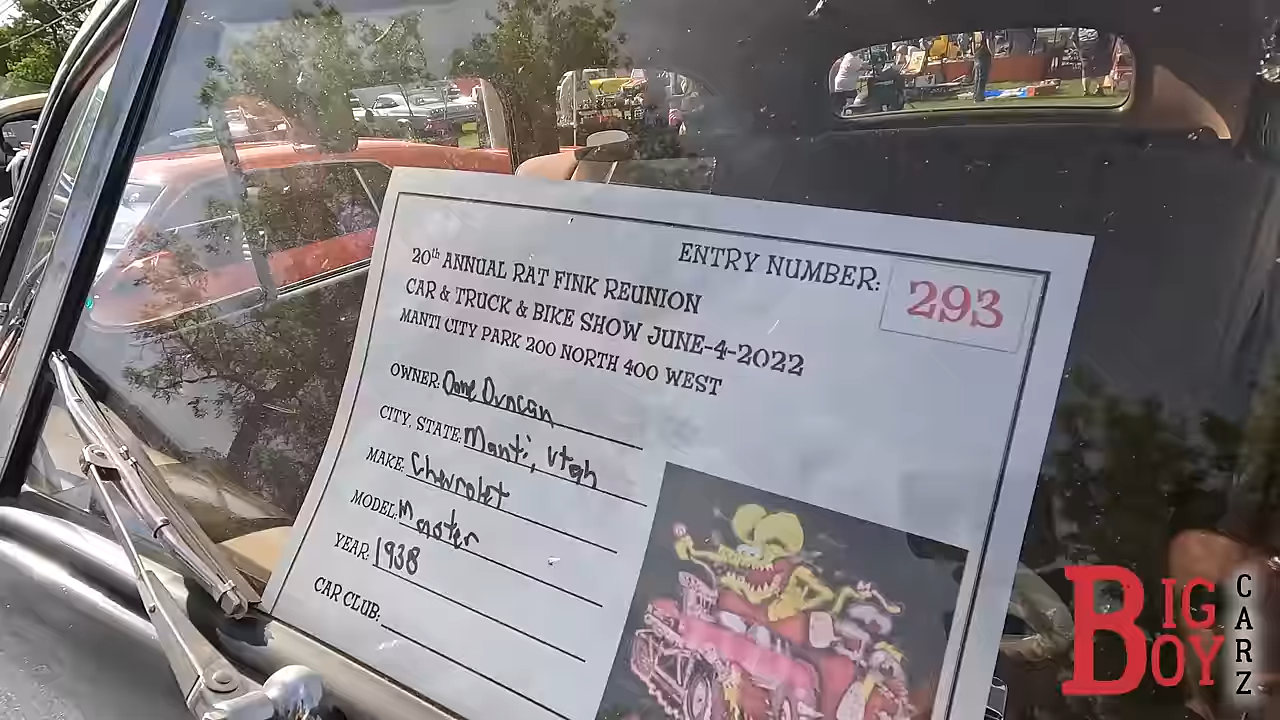 ENTRY NUMBER: 293
20th ANNUAL RAT FINK REUNION
CAR & TRUCK & BIKE SHOW JUNE-4-2022
MANTI CITY PARK 200 NORTH 400 WEST
OWNER: Duncan
CITY, STATE: Manti, Utah
MAKE: Chevrolet
MODEL: Master
YEAR: 1938
CAR CLUB:
BIG BOY CARZ